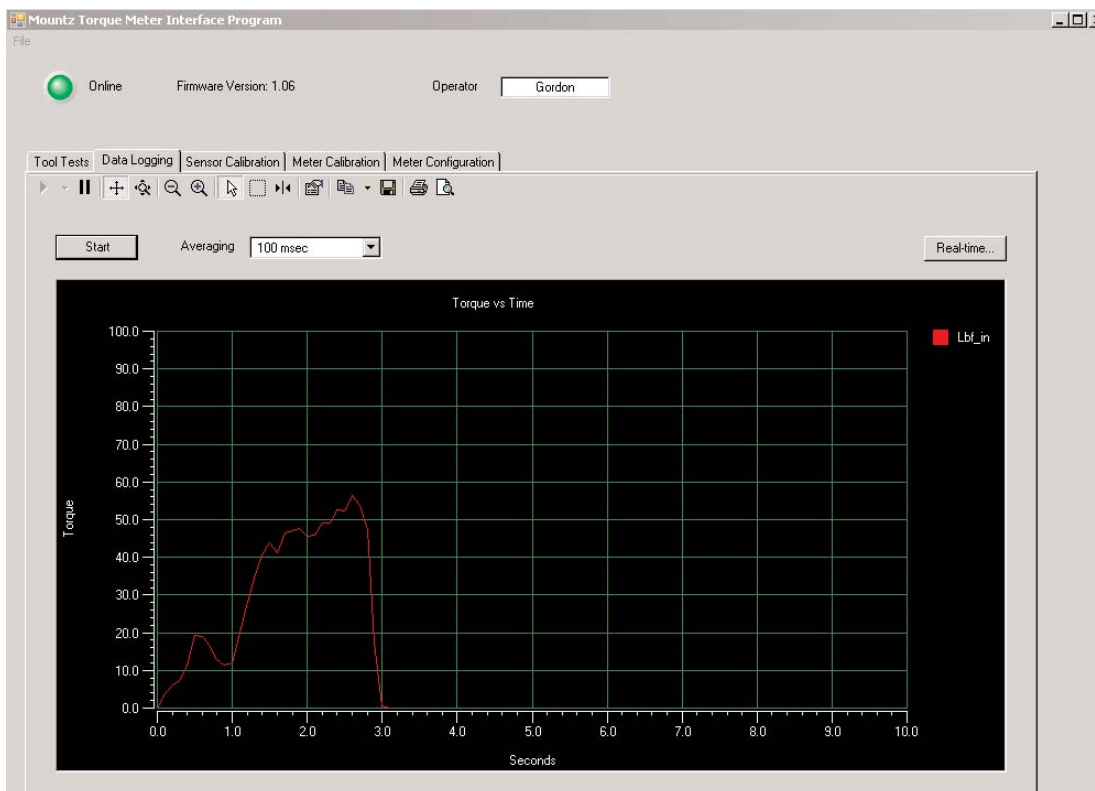 Mountz Torque Meter Interface Program
File
Online Firmware Version: 1.06 Operator Gordon
Tool Tests Data Logging Sensor Calibration Meter Calibration Meter Configuration
Start Averaging 100 msec Real-time...
Torque vs Time
Lbf_in
100.0
90.0
80.0
70.0
60.0
50.0
40.0
30.0
20.0
10.0
0.0
Torque
0.0 1.0 2.0 3.0 4.0 5.0 6.0 7.0 8.0 9.0 10.0
Seconds